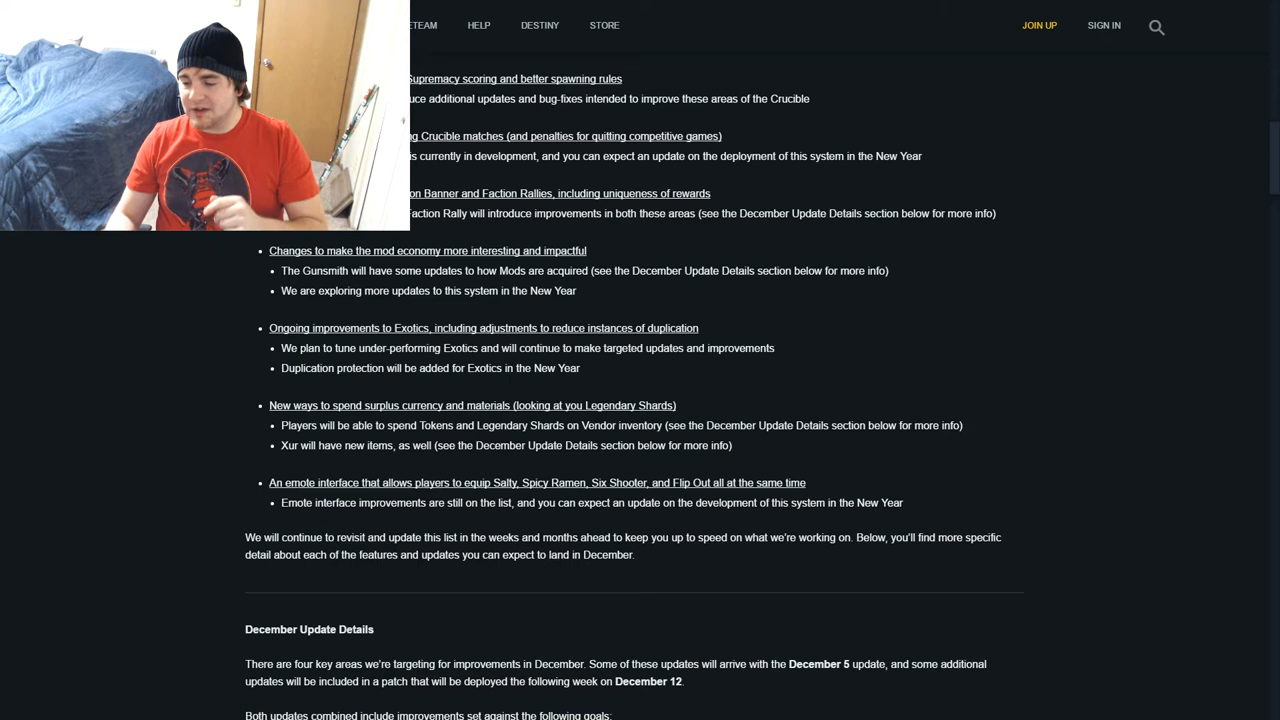 ETEAM HELP DESTINY STORE JOIN UP SIGN IN
Supremacy scoring and better spawning rules
uce additional updates and bug-fixes intended to improve these areas of the Crucible
ng Crucible matches (and penalties for quitting competitive games)
is currently in development, and you can expect an update on the deployment of this system in the New Year
on Banner and Faction Rallies, including uniqueness of rewards
Faction Rally will introduce improvements in both these areas (see the December Update Details section below for more info)
• Changes to make the mod economy more interesting and impactful
• The Gunsmith will have some updates to how Mods are acquired (see the December Update Details section below for more info)
• We are exploring more updates to this system in the New Year
• Ongoing improvements to Exotics, including adjustments to reduce instances of duplication
• We plan to tune under-performing Exotics and will continue to make targeted updates and improvements
• Duplication protection will be added for Exotics in the New Year
• New ways to spend surplus currency and materials (looking at you Legendary Shards)
• Players will be able to spend Tokens and Legendary Shards on Vendor inventory (see the December Update Details section below for more info)
• Xur will have new items, as well (see the December Update Details section below for more info)
• An emote interface that allows players to equip Salty, Spicy Ramen, Six Shooter, and Flip Out all at the same time
• Emote interface improvements are still on the list, and you can expect an update on the development of this system in the New Year
We will continue to revisit and update this list in the weeks and months ahead to keep you up to speed on what we're working on. Below, you'll find more specific
detail about each of the features and updates you can expect to land in December.
December Update Details
There are four key areas we're targeting for improvements in December. Some of these updates will arrive with the December 5 update, and some additional
updates will be included in a patch that will be deployed the following week on December 12.
Both updates combined include improvements set against the following goals: